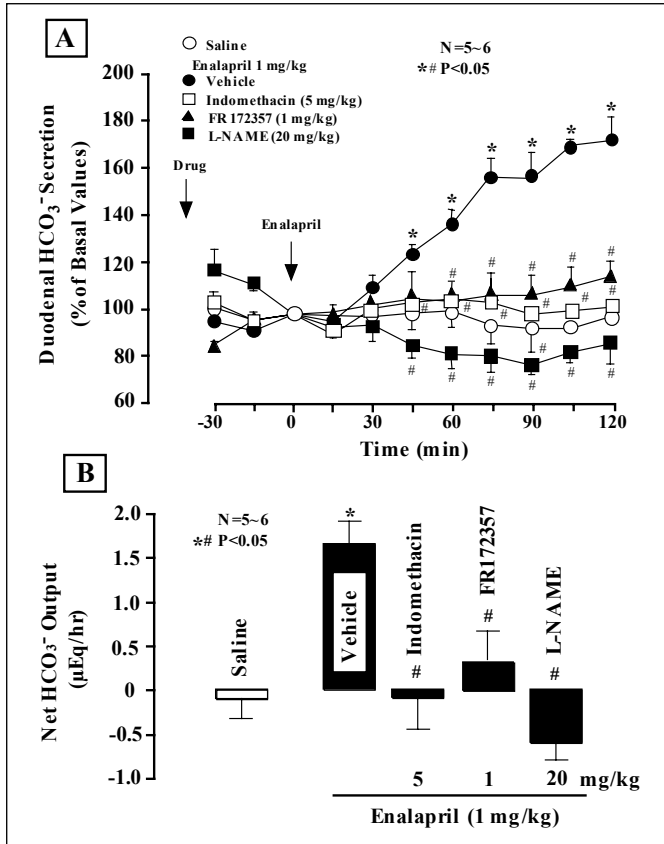 A
Saline
Enalapril 1 mg/kg
Vehicle
Indomethacin (5 mg/kg)
FR172357 (1 mg/kg)
L-NAME (20 mg/kg)
N=5~6
*# P<0.05
Duodenal HCO₃⁻ Secretion
(% of Basal Values)
200
180
160
140
120
100
80
60
Drug
Enalapril
* * * * * * *
# # # # #
# # # # #
# #
# # # # # #
-30 0 30 60 90 120
Time (min)
B
Net HCO₃⁻ Output
(µEq/hr)
2.0
1.5
1.0
0.5
0
-0.5
-1.0
N=5~6
*# P<0.05
Saline
*
Vehicle
Indomethacin
#
FR172357
#
L-NAME
#
5 1 20 mg/kg
Enalapril (1 mg/kg)